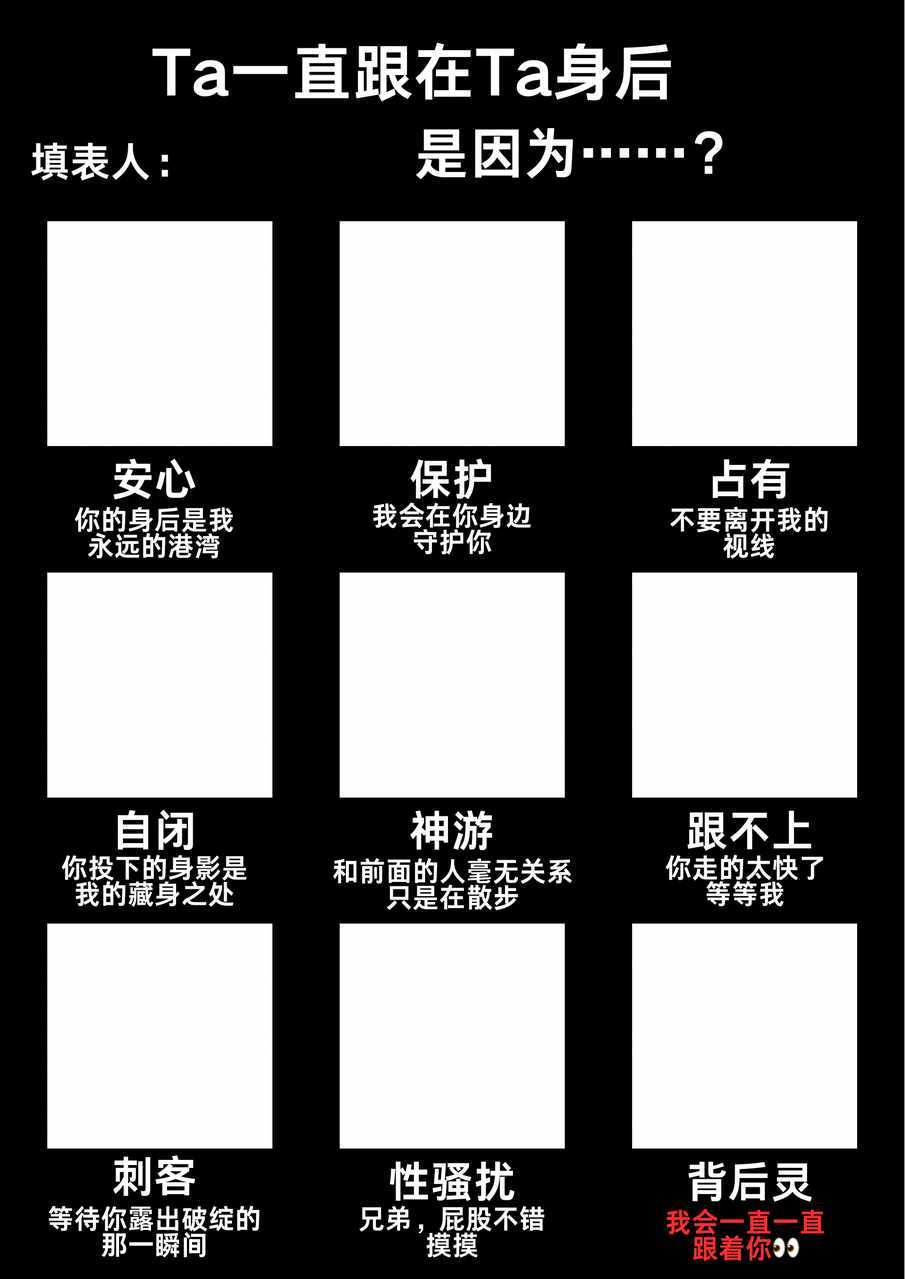 Ta一直跟在Ta身后
是因为……？
填表人：
安心
你的身后是我
永远的港湾
保护
我会在你身边
守护你
占有
不要离开我的
视线
自闭
你投下的身影是
我的藏身之处
神游
和前面的人毫无关系
只是在散步
跟不上
你走的太快了
等等我
刺客
等待你露出破绽的
那一瞬间
性骚扰
兄弟，屁股不错
摸摸
背后灵
我会一直一直
跟着你👀